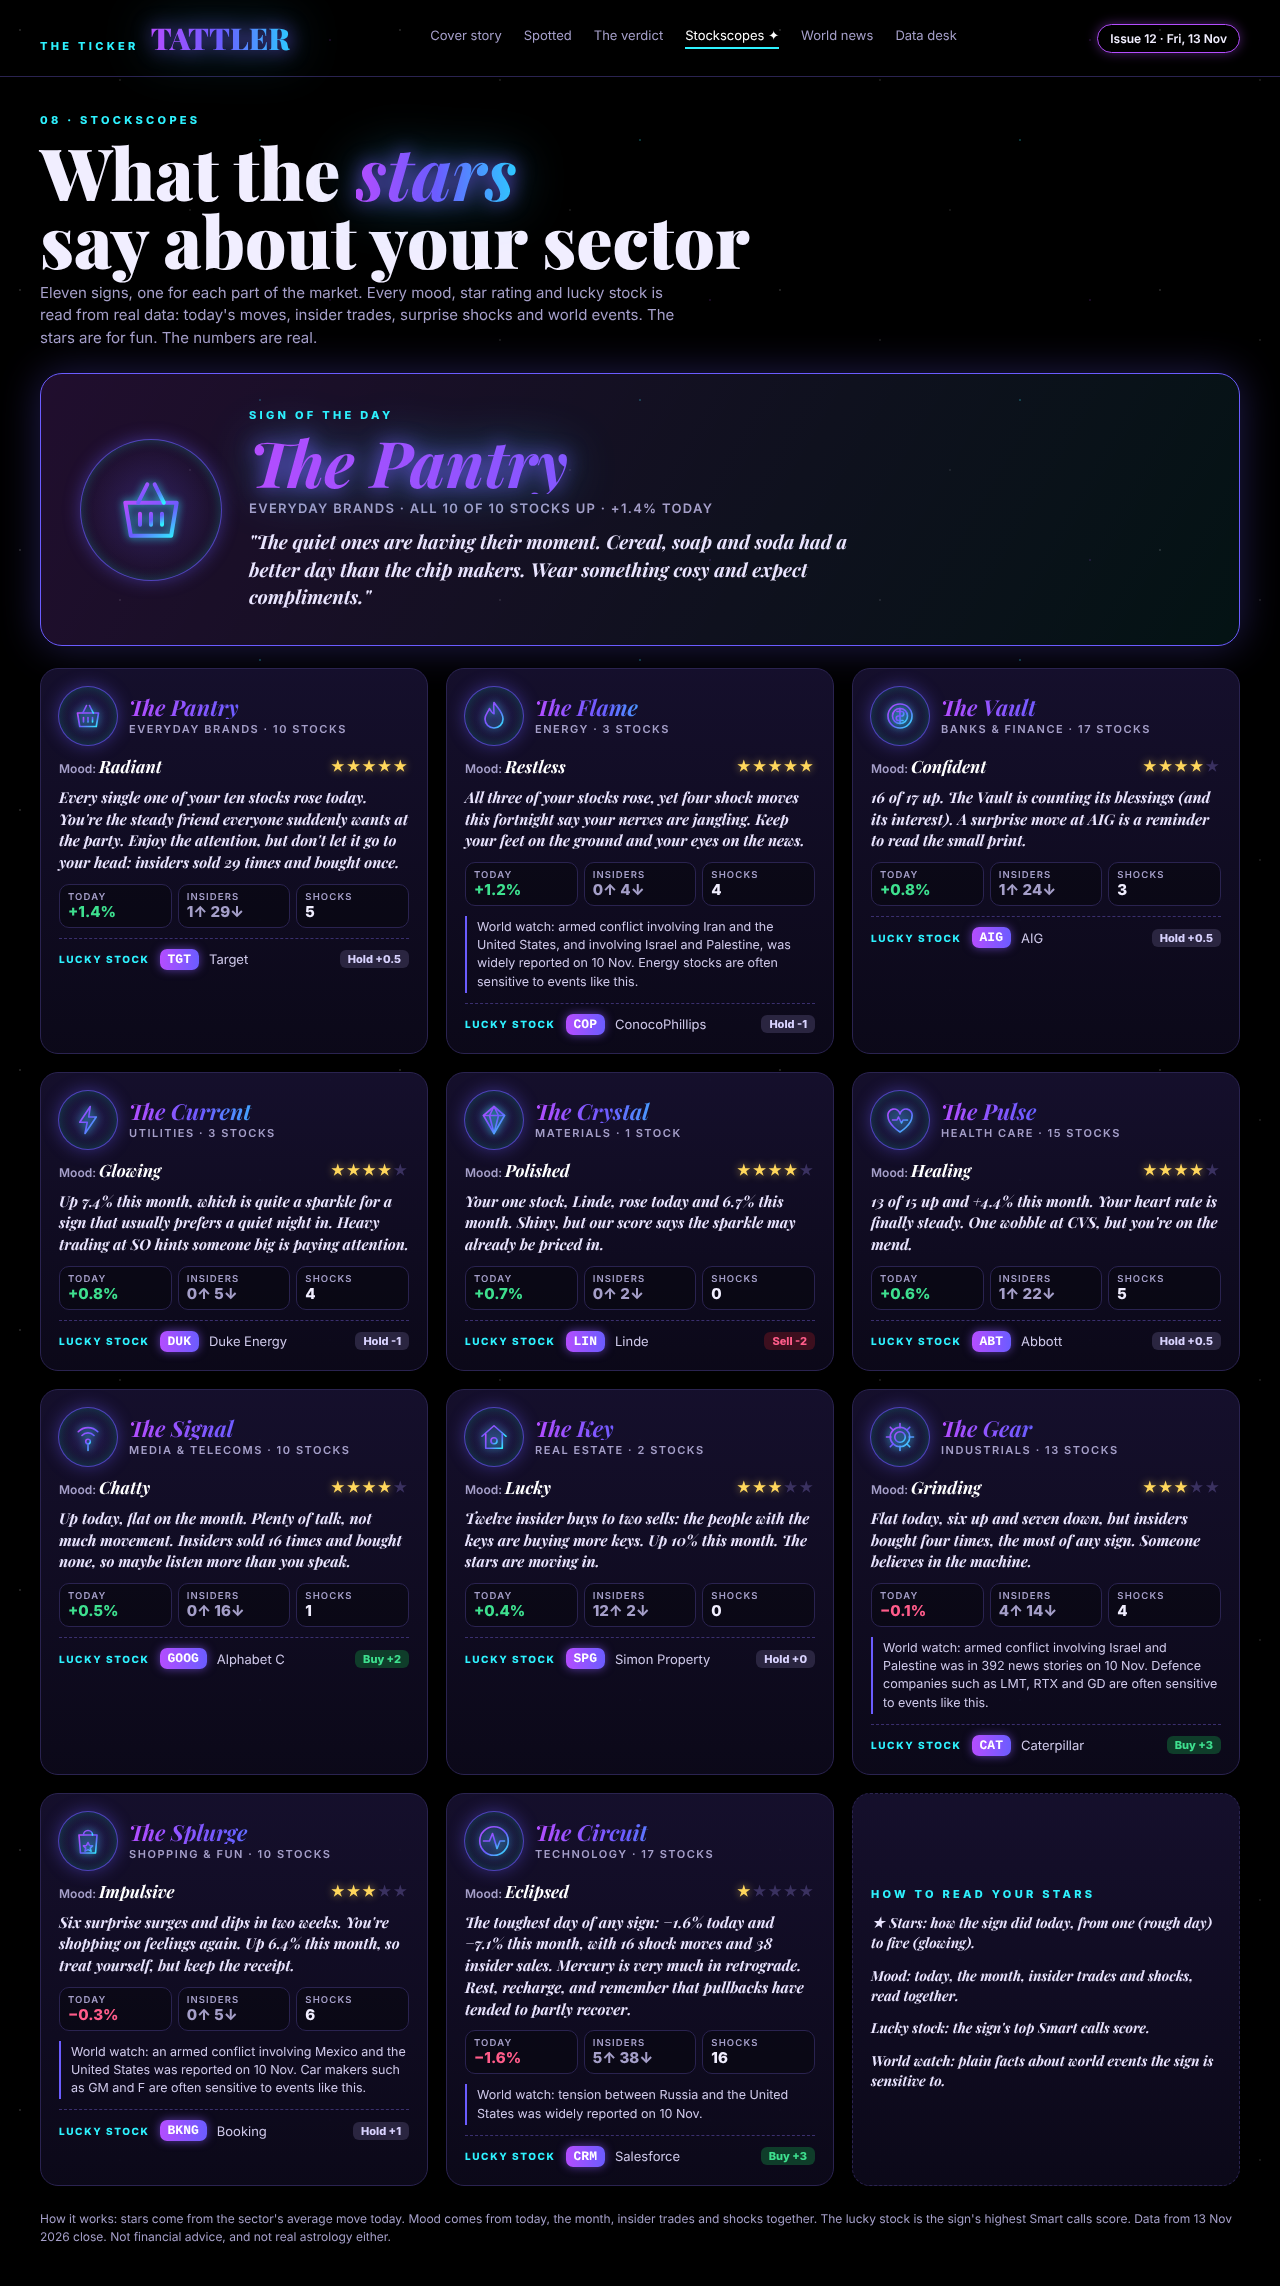 THE TICKER TATTLER
Cover story Spotted The verdict Stockscopes ✦ World news Data desk
Issue 12 · Fri, 13 Nov
08 · STOCKSCOPES
What the stars
say about your sector
Eleven signs, one for each part of the market. Every mood, star rating and lucky stock is
read from real data: today's moves, insider trades, surprise shocks and world events. The
stars are for fun. The numbers are real.
SIGN OF THE DAY
The Pantry
EVERYDAY BRANDS · ALL 10 OF 10 STOCKS UP · +1.4% TODAY
"The quiet ones are having their moment. Cereal, soap and soda had a
better day than the chip makers. Wear something cosy and expect
compliments."
The Pantry
EVERYDAY BRANDS · 10 STOCKS
Mood: Radiant ★★★★★
Every single one of your ten stocks rose today.
You're the steady friend everyone suddenly wants at
the party. Enjoy the attention, but don't let it go to
your head: insiders sold 29 times and bought once.
TODAY INSIDERS SHOCKS
+1.4% 1↑ 29↓ 5
LUCKY STOCK TGT Target Hold +0.5
The Flame
ENERGY · 3 STOCKS
Mood: Restless ★★★★★
All three of your stocks rose, yet four shock moves
this fortnight say your nerves are jangling. Keep
your feet on the ground and your eyes on the news.
TODAY INSIDERS SHOCKS
+1.2% 0↑ 4↓ 4
World watch: armed conflict involving Iran and the
United States, and involving Israel and Palestine, was
widely reported on 10 Nov. Energy stocks are often
sensitive to events like this.
LUCKY STOCK COP ConocoPhillips Hold -1
The Vault
BANKS & FINANCE · 17 STOCKS
Mood: Confident ★★★★★
16 of 17 up. The Vault is counting its blessings (and
its interest). A surprise move at AIG is a reminder
to read the small print.
TODAY INSIDERS SHOCKS
+0.8% 1↑ 24↓ 3
LUCKY STOCK AIG AIG Hold +0.5
The Current
UTILITIES · 3 STOCKS
Mood: Glowing ★★★★★
Up 7.4% this month, which is quite a sparkle for a
sign that usually prefers a quiet night in. Heavy
trading at SO hints someone big is paying attention.
TODAY INSIDERS SHOCKS
+0.8% 0↑ 5↓ 4
LUCKY STOCK DUK Duke Energy Hold -1
The Crystal
MATERIALS · 1 STOCK
Mood: Polished ★★★★★
Your one stock, Linde, rose today and 6.7% this
month. Shiny, but our score says the sparkle may
already be priced in.
TODAY INSIDERS SHOCKS
+0.7% 0↑ 2↓ 0
LUCKY STOCK LIN Linde Sell -2
The Pulse
HEALTH CARE · 15 STOCKS
Mood: Healing ★★★★★
13 of 15 up and +4.4% this month. Your heart rate is
finally steady. One wobble at CVS, but you're on the
mend.
TODAY INSIDERS SHOCKS
+0.6% 1↑ 22↓ 5
LUCKY STOCK ABT Abbott Hold +0.5
The Signal
MEDIA & TELECOMS · 10 STOCKS
Mood: Chatty ★★★★★
Up today, flat on the month. Plenty of talk, not
much movement. Insiders sold 16 times and bought
none, so maybe listen more than you speak.
TODAY INSIDERS SHOCKS
+0.5% 0↑ 16↓ 1
LUCKY STOCK GOOG Alphabet C Buy +2
The Key
REAL ESTATE · 2 STOCKS
Mood: Lucky ★★★★★
Twelve insider buys to two sells: the people with the
keys are buying more keys. Up 10% this month. The
stars are moving in.
TODAY INSIDERS SHOCKS
+0.4% 12↑ 2↓ 0
LUCKY STOCK SPG Simon Property Hold +0
The Gear
INDUSTRIALS · 13 STOCKS
Mood: Grinding ★★★★★
Flat today, six up and seven down, but insiders
bought four times, the most of any sign. Someone
believes in the machine.
TODAY INSIDERS SHOCKS
−0.1% 4↑ 14↓ 4
World watch: armed conflict involving Israel and
Palestine was in 392 news stories on 10 Nov. Defence
companies such as LMT, RTX and GD are often sensitive
to events like this.
LUCKY STOCK CAT Caterpillar Buy +3
The Splurge
SHOPPING & FUN · 10 STOCKS
Mood: Impulsive ★★★★★
Six surprise surges and dips in two weeks. You're
shopping on feelings again. Up 6.4% this month, so
treat yourself, but keep the receipt.
TODAY INSIDERS SHOCKS
−0.3% 0↑ 5↓ 6
World watch: an armed conflict involving Mexico and the
United States was reported on 10 Nov. Car makers such
as GM and F are often sensitive to events like this.
LUCKY STOCK BKNG Booking Hold +1
The Circuit
TECHNOLOGY · 17 STOCKS
Mood: Eclipsed ★★★★★
The toughest day of any sign: −1.6% today and
−7.1% this month, with 16 shock moves and 38
insider sales. Mercury is very much in retrograde.
Rest, recharge, and remember that pullbacks have
tended to partly recover.
TODAY INSIDERS SHOCKS
−1.6% 5↑ 38↓ 16
World watch: tension between Russia and the United
States was widely reported on 10 Nov.
LUCKY STOCK CRM Salesforce Buy +3
HOW TO READ YOUR STARS
★ Stars: how the sign did today, from one (rough day)
to five (glowing).
Mood: today, the month, insider trades and shocks,
read together.
Lucky stock: the sign's top Smart calls score.
World watch: plain facts about world events the sign is
sensitive to.
How it works: stars come from the sector's average move today. Mood comes from today, the month, insider trades and shocks together. The lucky stock is the sign's highest Smart calls score. Data from 13 Nov
2026 close. Not financial advice, and not real astrology either.